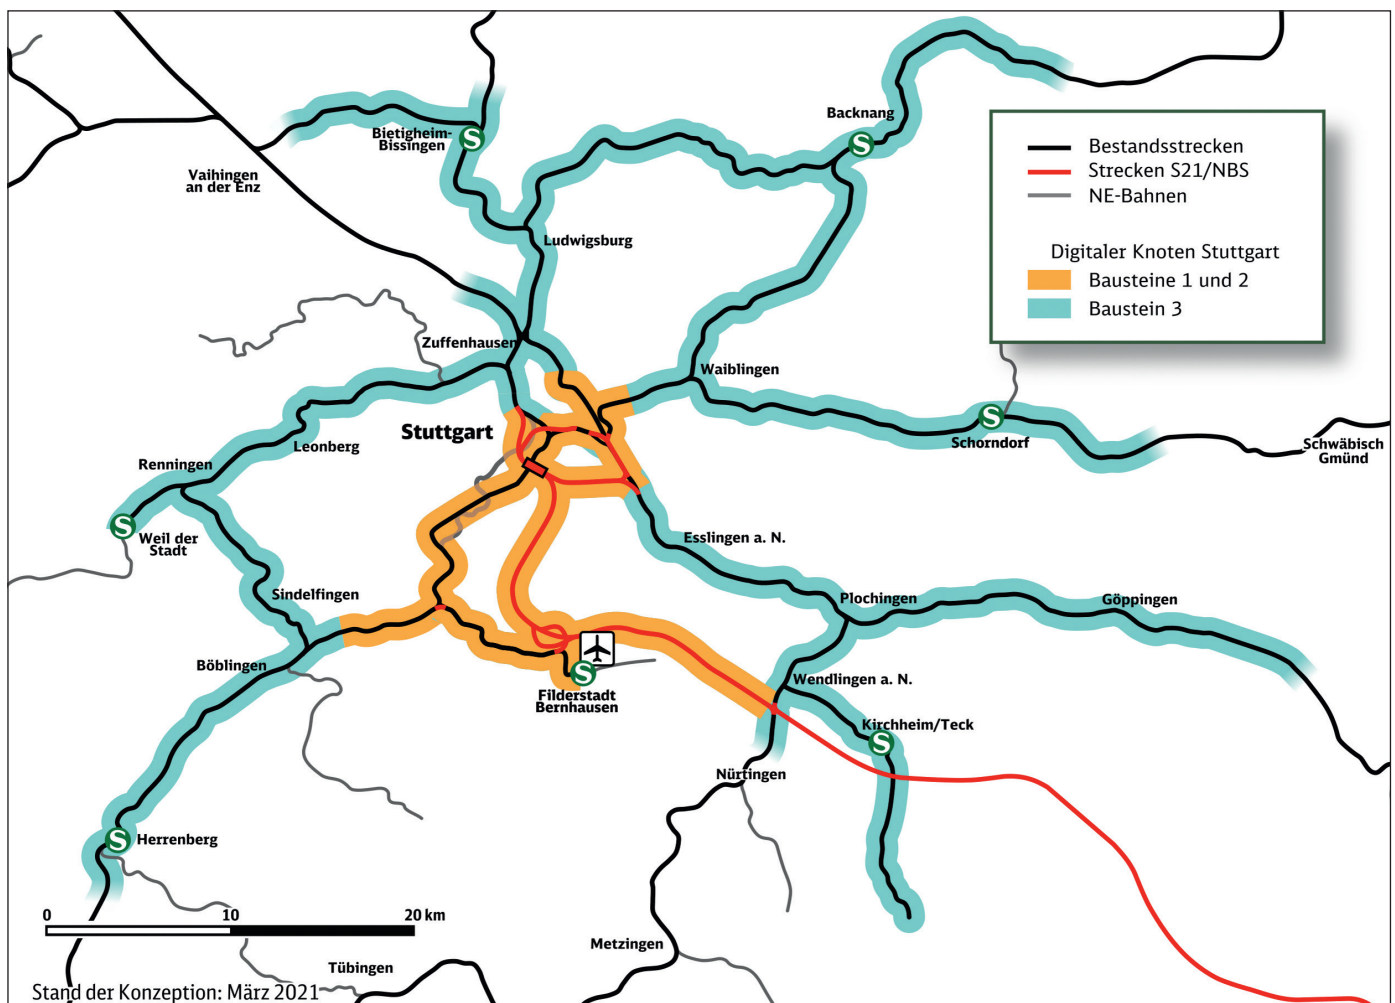 Backnang
Bietigheim-
Bissingen
S
S
Vaihingen
an der Enz
Bestandsstrecken
Strecken S21/NBS
NE-Bahnen
Digitaler Knoten Stuttgart
Bausteine 1 und 2
Baustein 3
Ludwigsburg
Zuffenhausen
Waiblingen
Stuttgart
S
Schorndorf
Schwäbisch
Gmünd
Leonberg
Renningen
S
Weil der
Stadt
Esslingen a. N.
Sindelfingen
Plochingen
Göppingen
Böblingen
S
Filderstadt
Bernhausen
Wendlingen a. N.
Kirchheim/Teck
S
Nürtingen
S
Herrenberg
0 10 20 km
Metzingen
Tübingen
Stand der Konzeption: März 2021